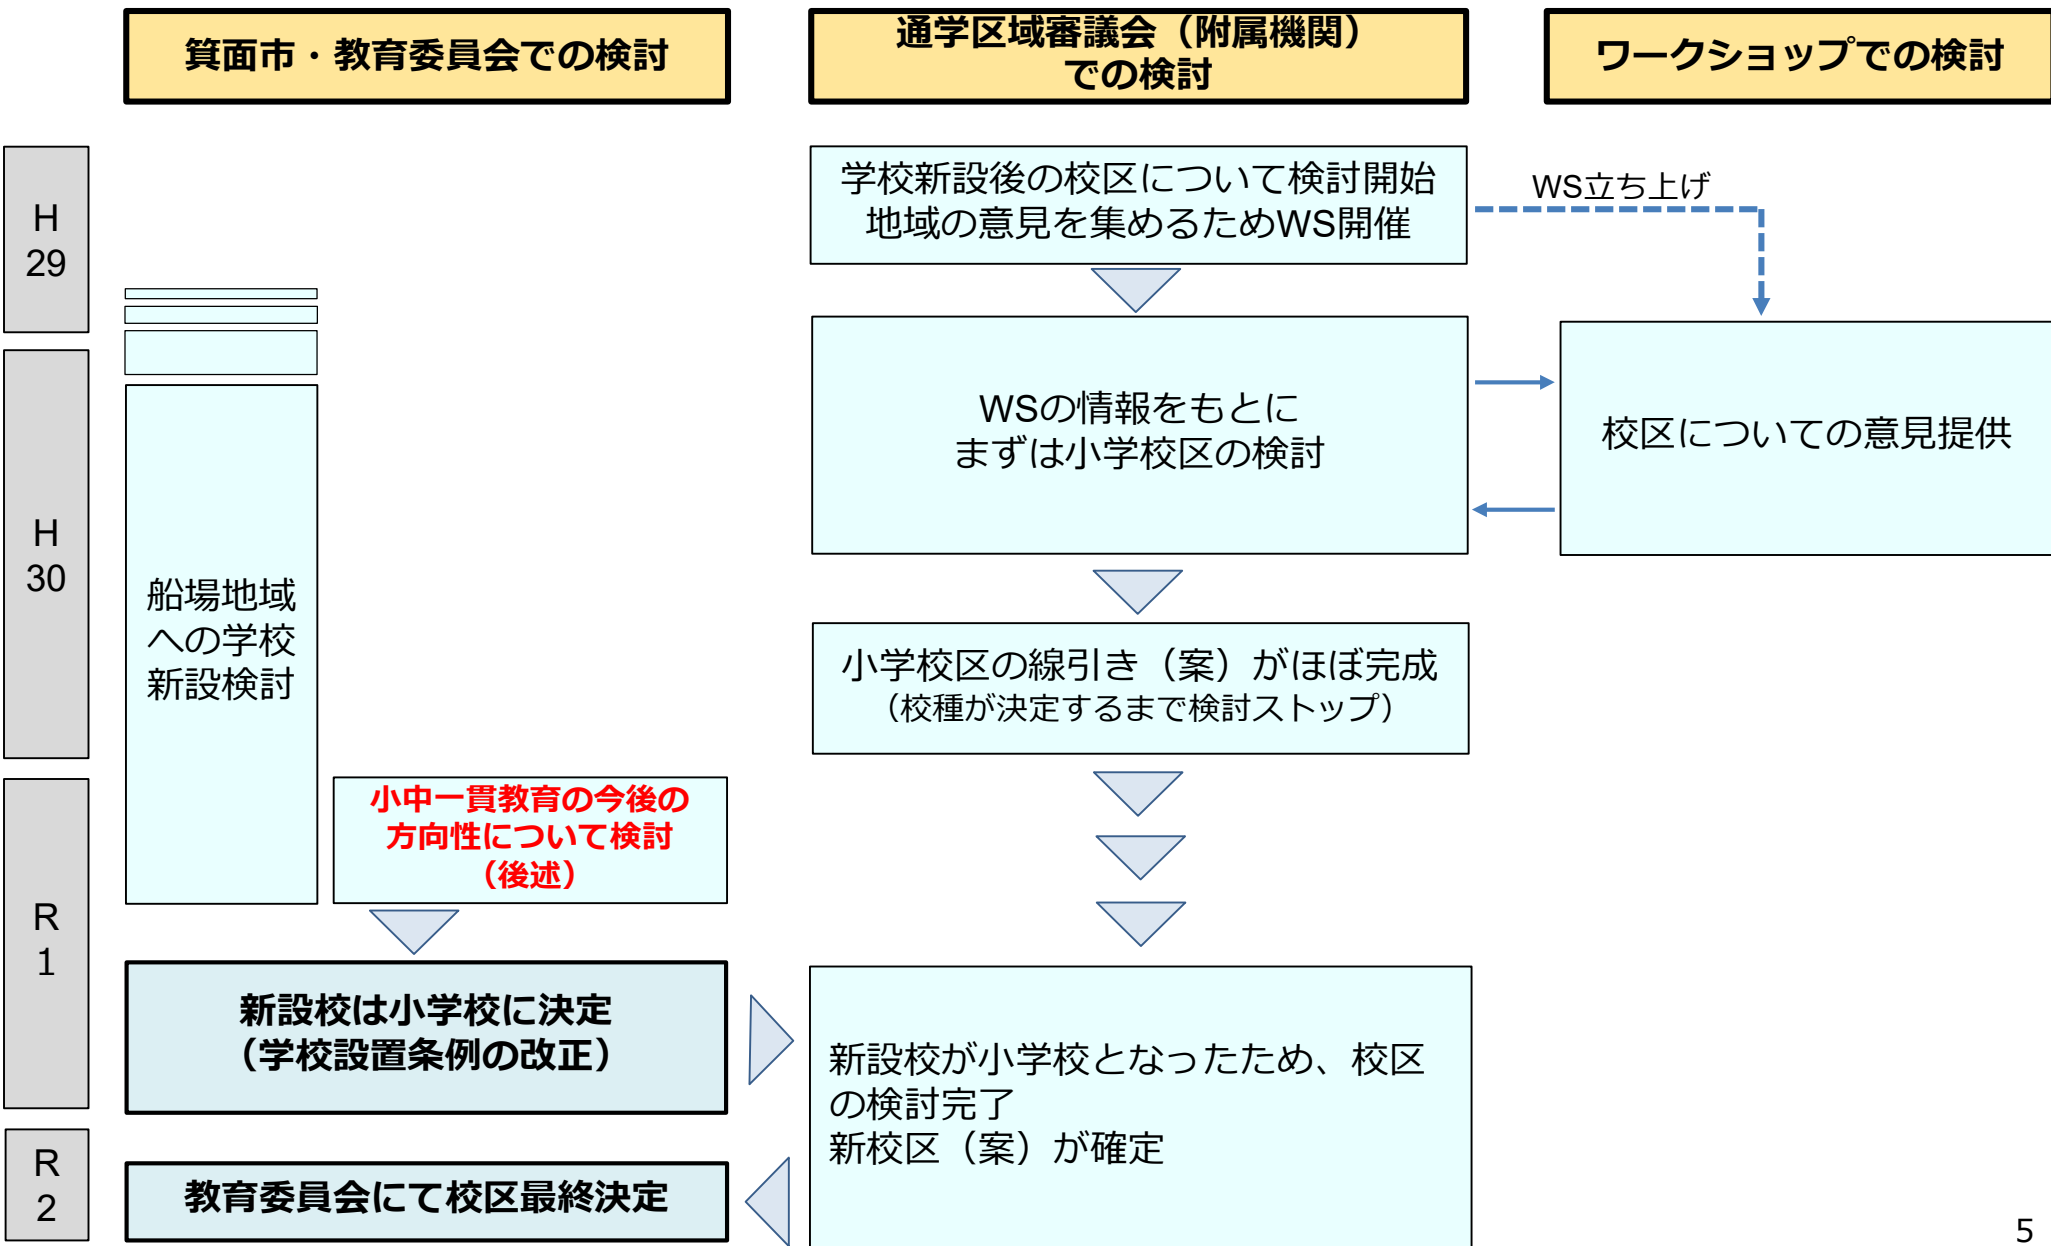 箕面市・教育委員会での検討
通学区域審議会（附属機関）
での検討
ワークショップでの検討
H
29
学校新設後の校区について検討開始
地域の意見を集めるためWS開催
WS立ち上げ
H
30
WSの情報をもとに
まずは小学校区の検討
校区についての意見提供
船場地域
への学校
新設検討
小学校区の線引き（案）がほぼ完成
（校種が決定するまで検討ストップ）
R
1
小中一貫教育の今後の
方向性について検討
（後述）
新設校は小学校に決定
（学校設置条例の改正）
新設校が小学校となったため、校区
の検討完了
新校区（案）が確定
R
2
教育委員会にて校区最終決定
5